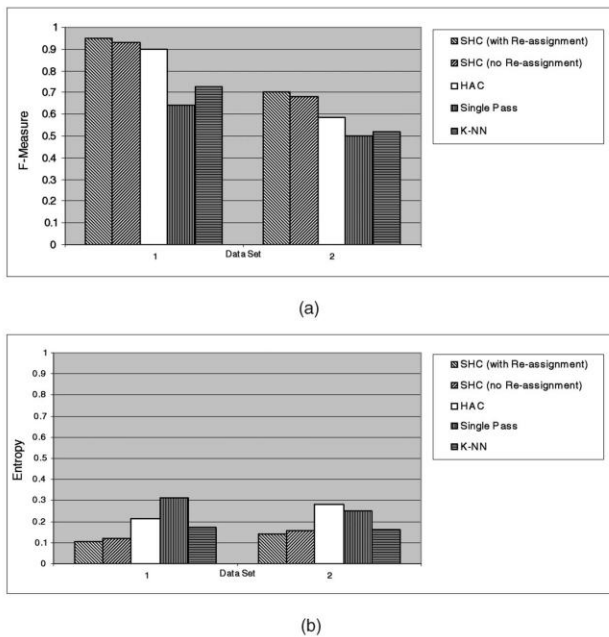 1
0.9
0.8
0.7
0.6
0.5
0.4
0.3
0.2
0.1
0
F-Measure
1 Data Set 2
SHC (with Re-assignment)
SHC (no Re-assignment)
HAC
Single Pass
K-NN
(a)
1
0.9
0.8
0.7
0.6
0.5
0.4
0.3
0.2
0.1
0
Entropy
1 Data Set 2
SHC (with Re-assignment)
SHC (no Re-assignment)
HAC
Single Pass
K-NN
(b)